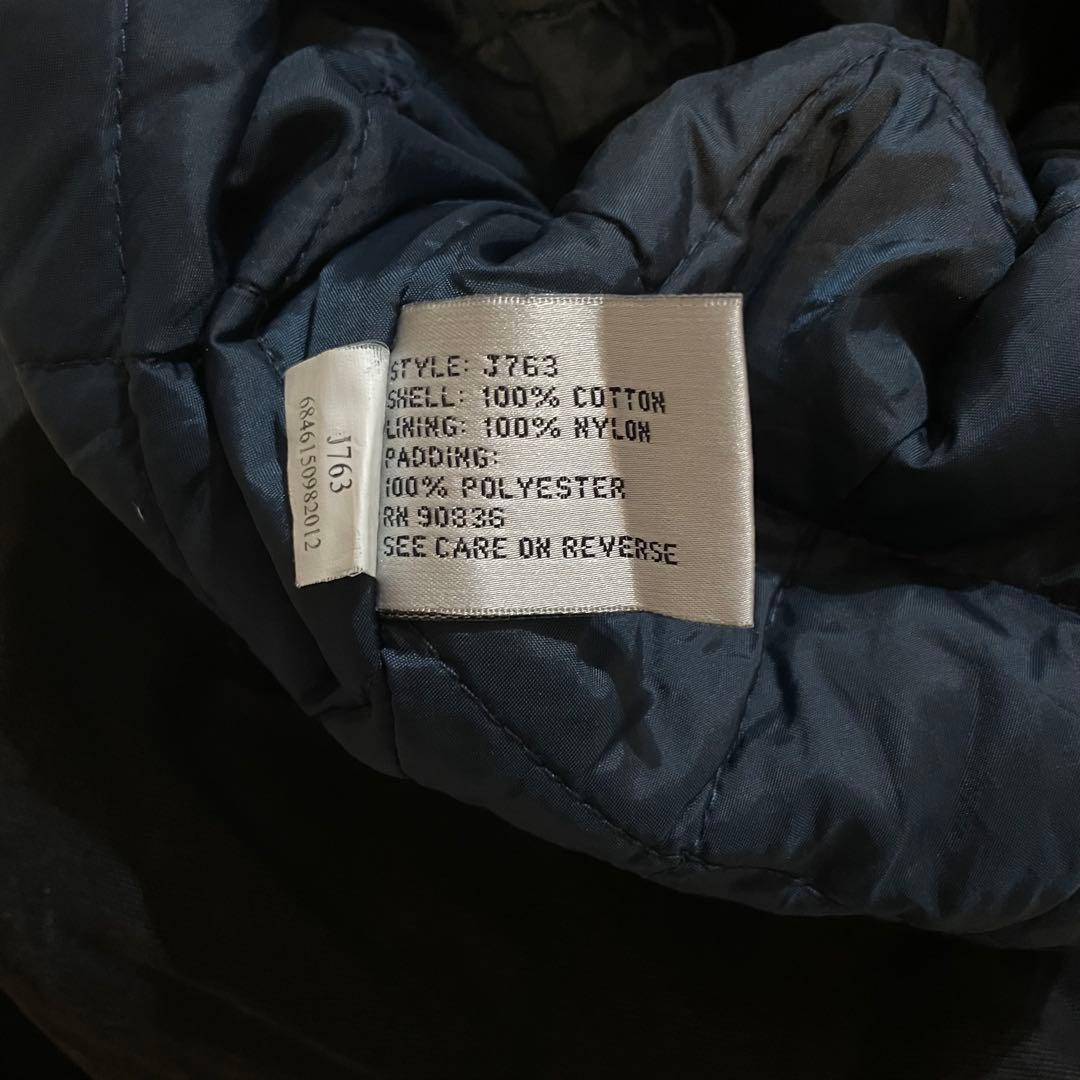 J763
6846150982012
STYLE: J763
SHELL: 100% COTTON
LINING: 100% NYLON
PADDING:
100% POLYESTER
RN 90836
SEE CARE ON REVERSE